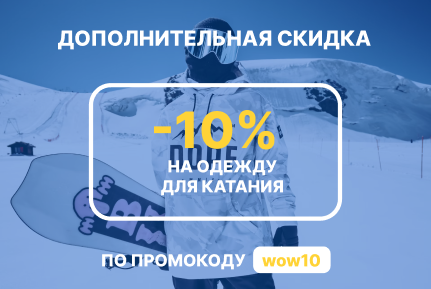 ДОПОЛНИТЕЛЬНАЯ СКИДКА
-10%
НА ОДЕЖДУ
ДЛЯ КАТАНИЯ
ПО ПРОМОКОДУ wow10